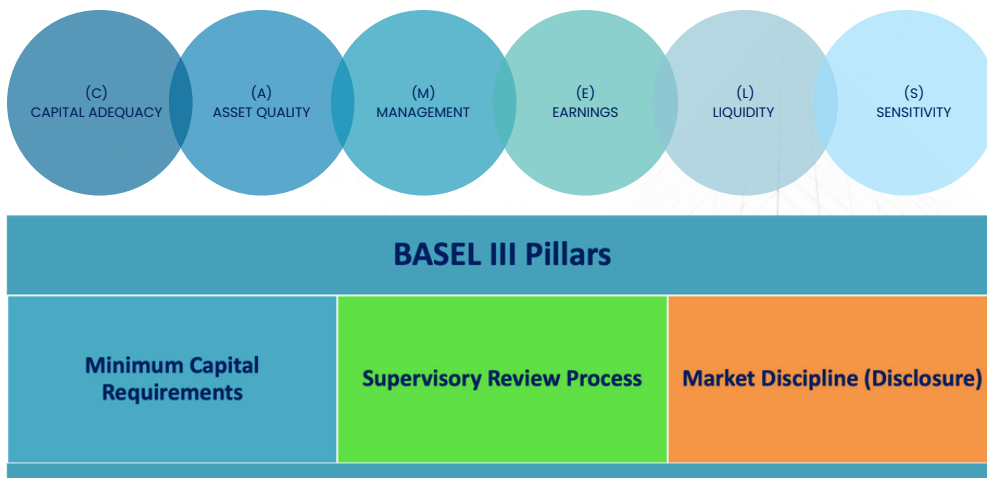 (C)
CAPITAL ADEQUACY
(A)
ASSET QUALITY
(M)
MANAGEMENT
(E)
EARNINGS
(L)
LIQUIDITY
(S)
SENSITIVITY
BASEL III Pillars
Minimum Capital
Requirements
Supervisory Review Process
Market Discipline (Disclosure)